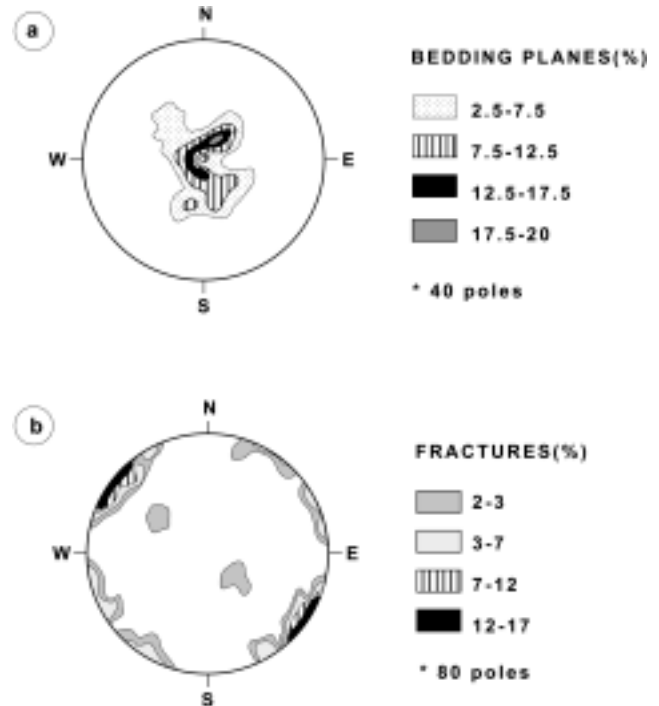 a
N
W
E
S
BEDDING PLANES(%)
2.5-7.5
7.5-12.5
12.5-17.5
17.5-20
* 40 poles
b
N
W
E
S
FRACTURES(%)
2-3
3-7
7-12
12-17
* 80 poles